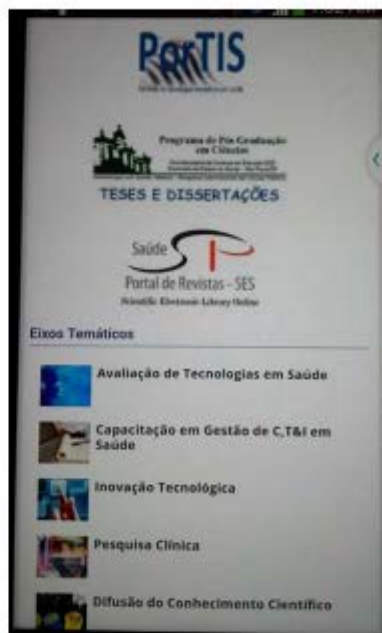 PorTIS
Programa de Pós Graduação
em Ciências
TESES E DISSERTAÇÕES
Saúde SP
Portal de Revistas - SES
Scientific Electronic Library Online
Eixos Temáticos
Avaliação de Tecnologias em Saúde
Capacitação em Gestão de C,T&I em
Saúde
Inovação Tecnológica
Pesquisa Clínica
Difusão do Conhecimento Científico